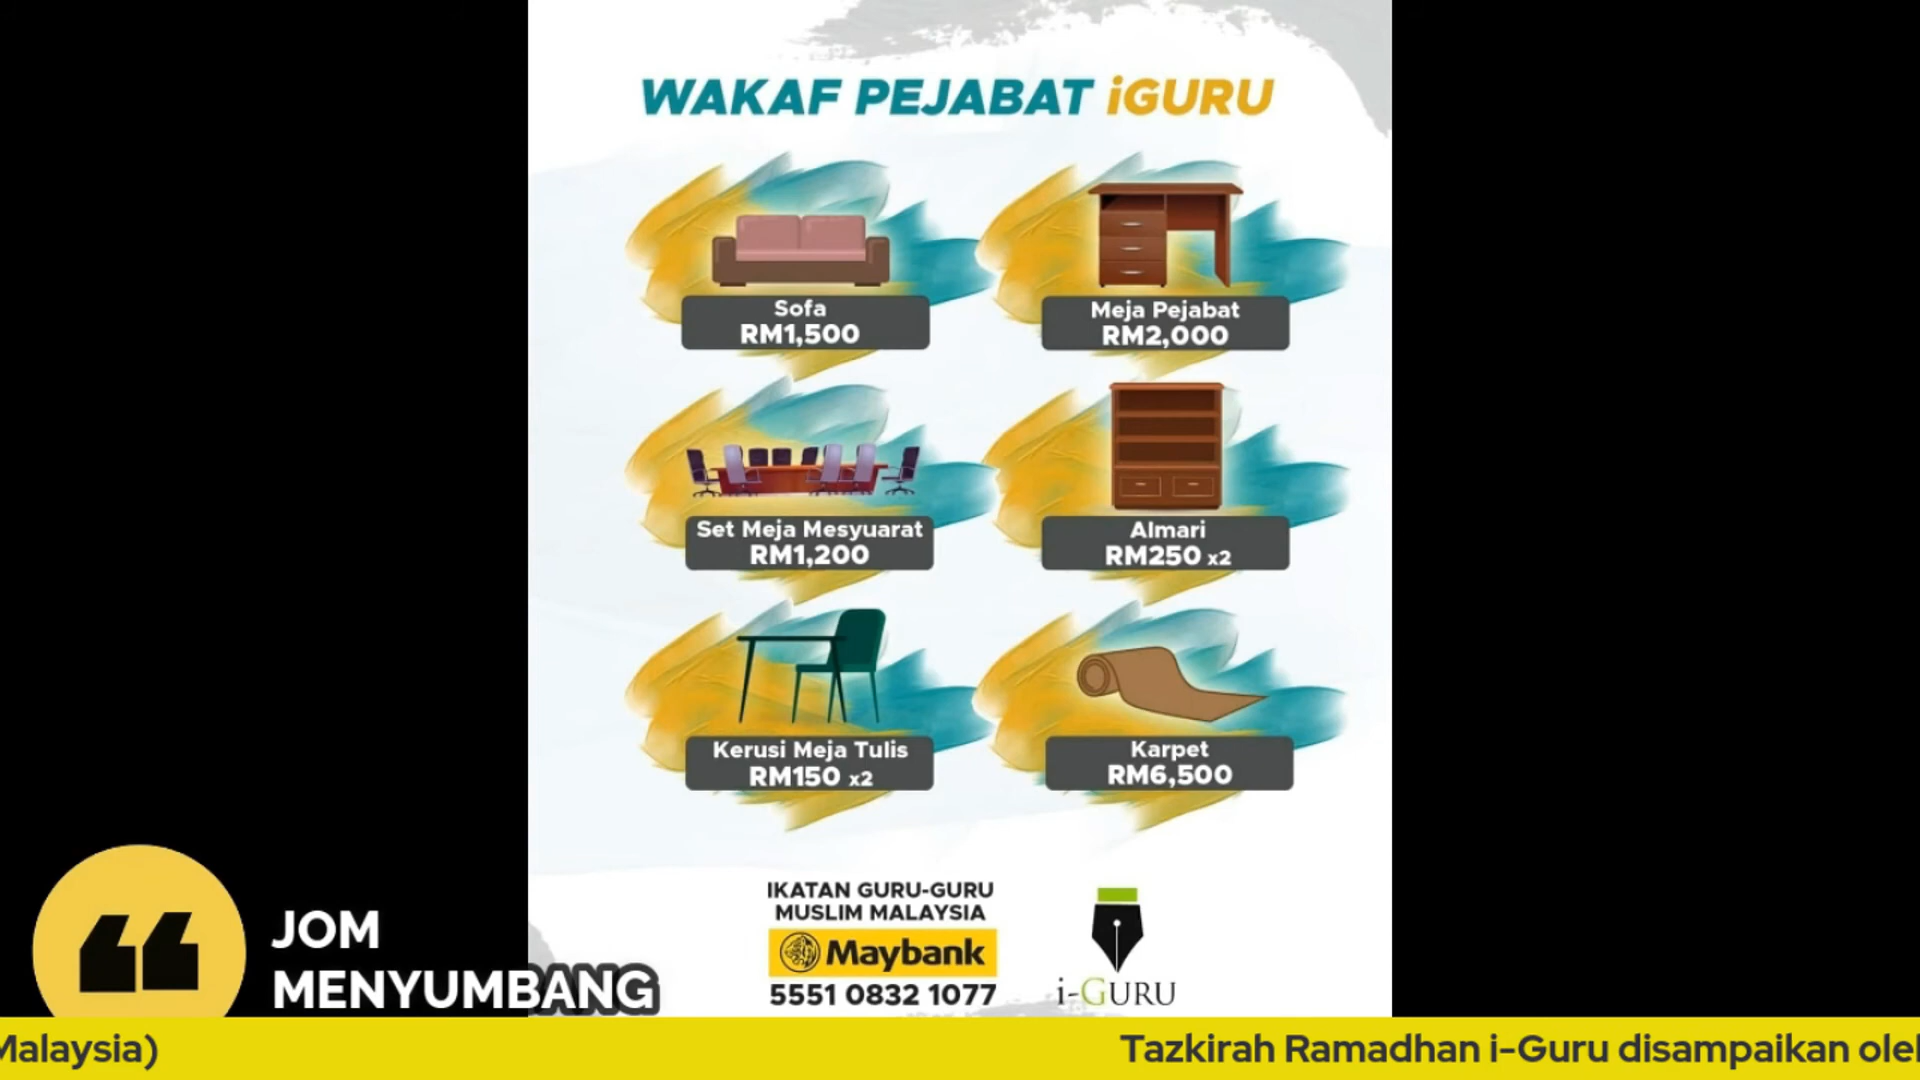 WAKAF PEJABAT iGURU
Sofa
RM1,500
Meja Pejabat
RM2,000
Set Meja Mesyuarat
RM1,200
Almari
RM250 x2
Kerusi Meja Tulis
RM150 x2
Karpet
RM6,500
IKATAN GURU-GURU
MUSLIM MALAYSIA
Maybank
5551 0832 1077
i-GURU
JOM
MENYUMBANG
Malaysia)
Tazkirah Ramadhan i-Guru disampaikan oleh